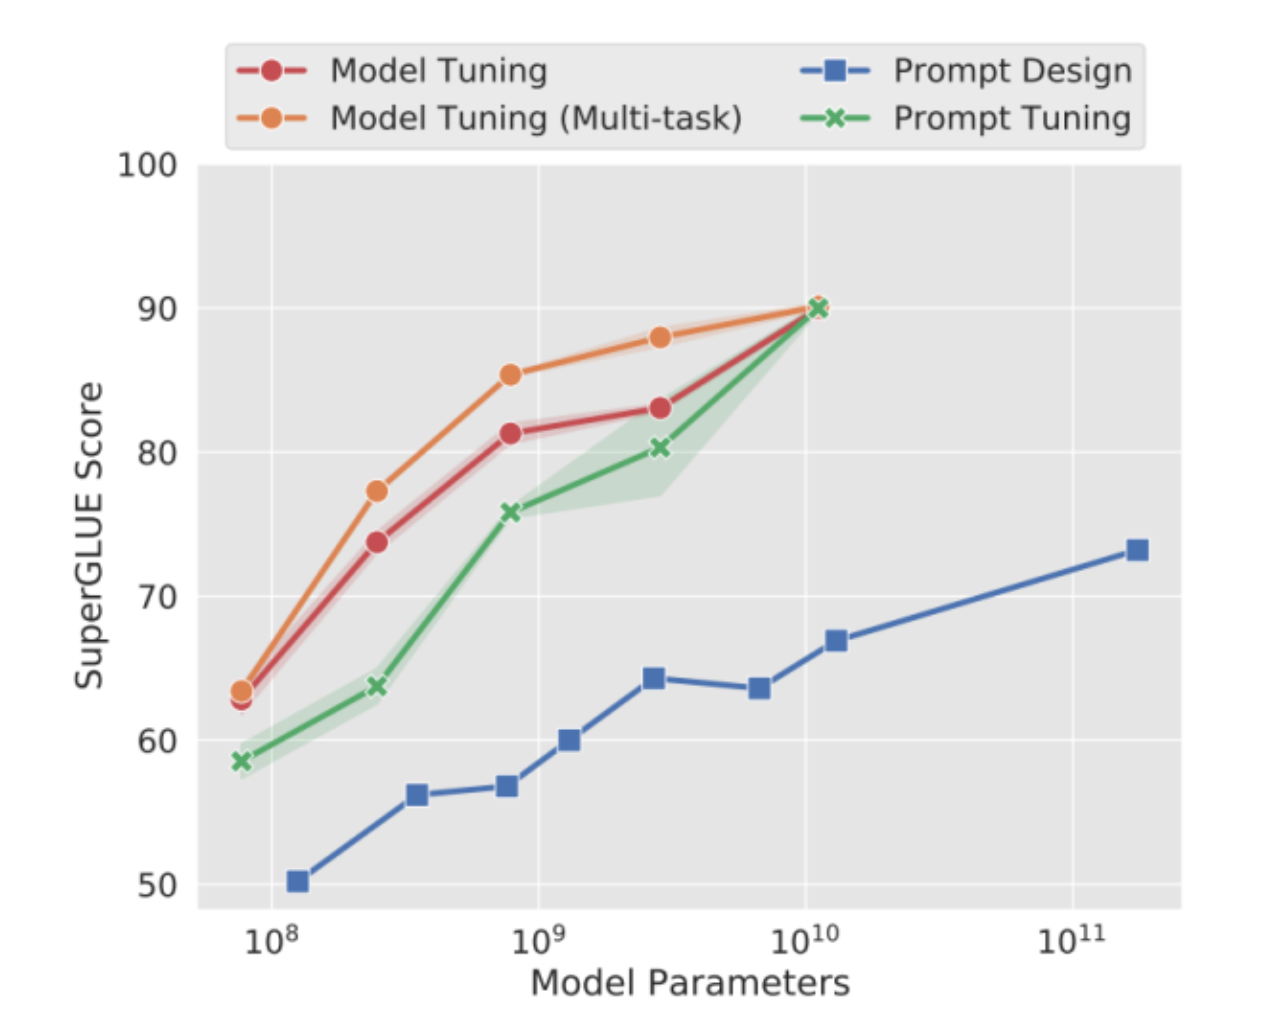 Model Tuning
Model Tuning (Multi-task)
Prompt Design
Prompt Tuning
100
90
80
70
60
50
SuperGLUE Score
10⁸
10⁹
10¹⁰
10¹¹
Model Parameters